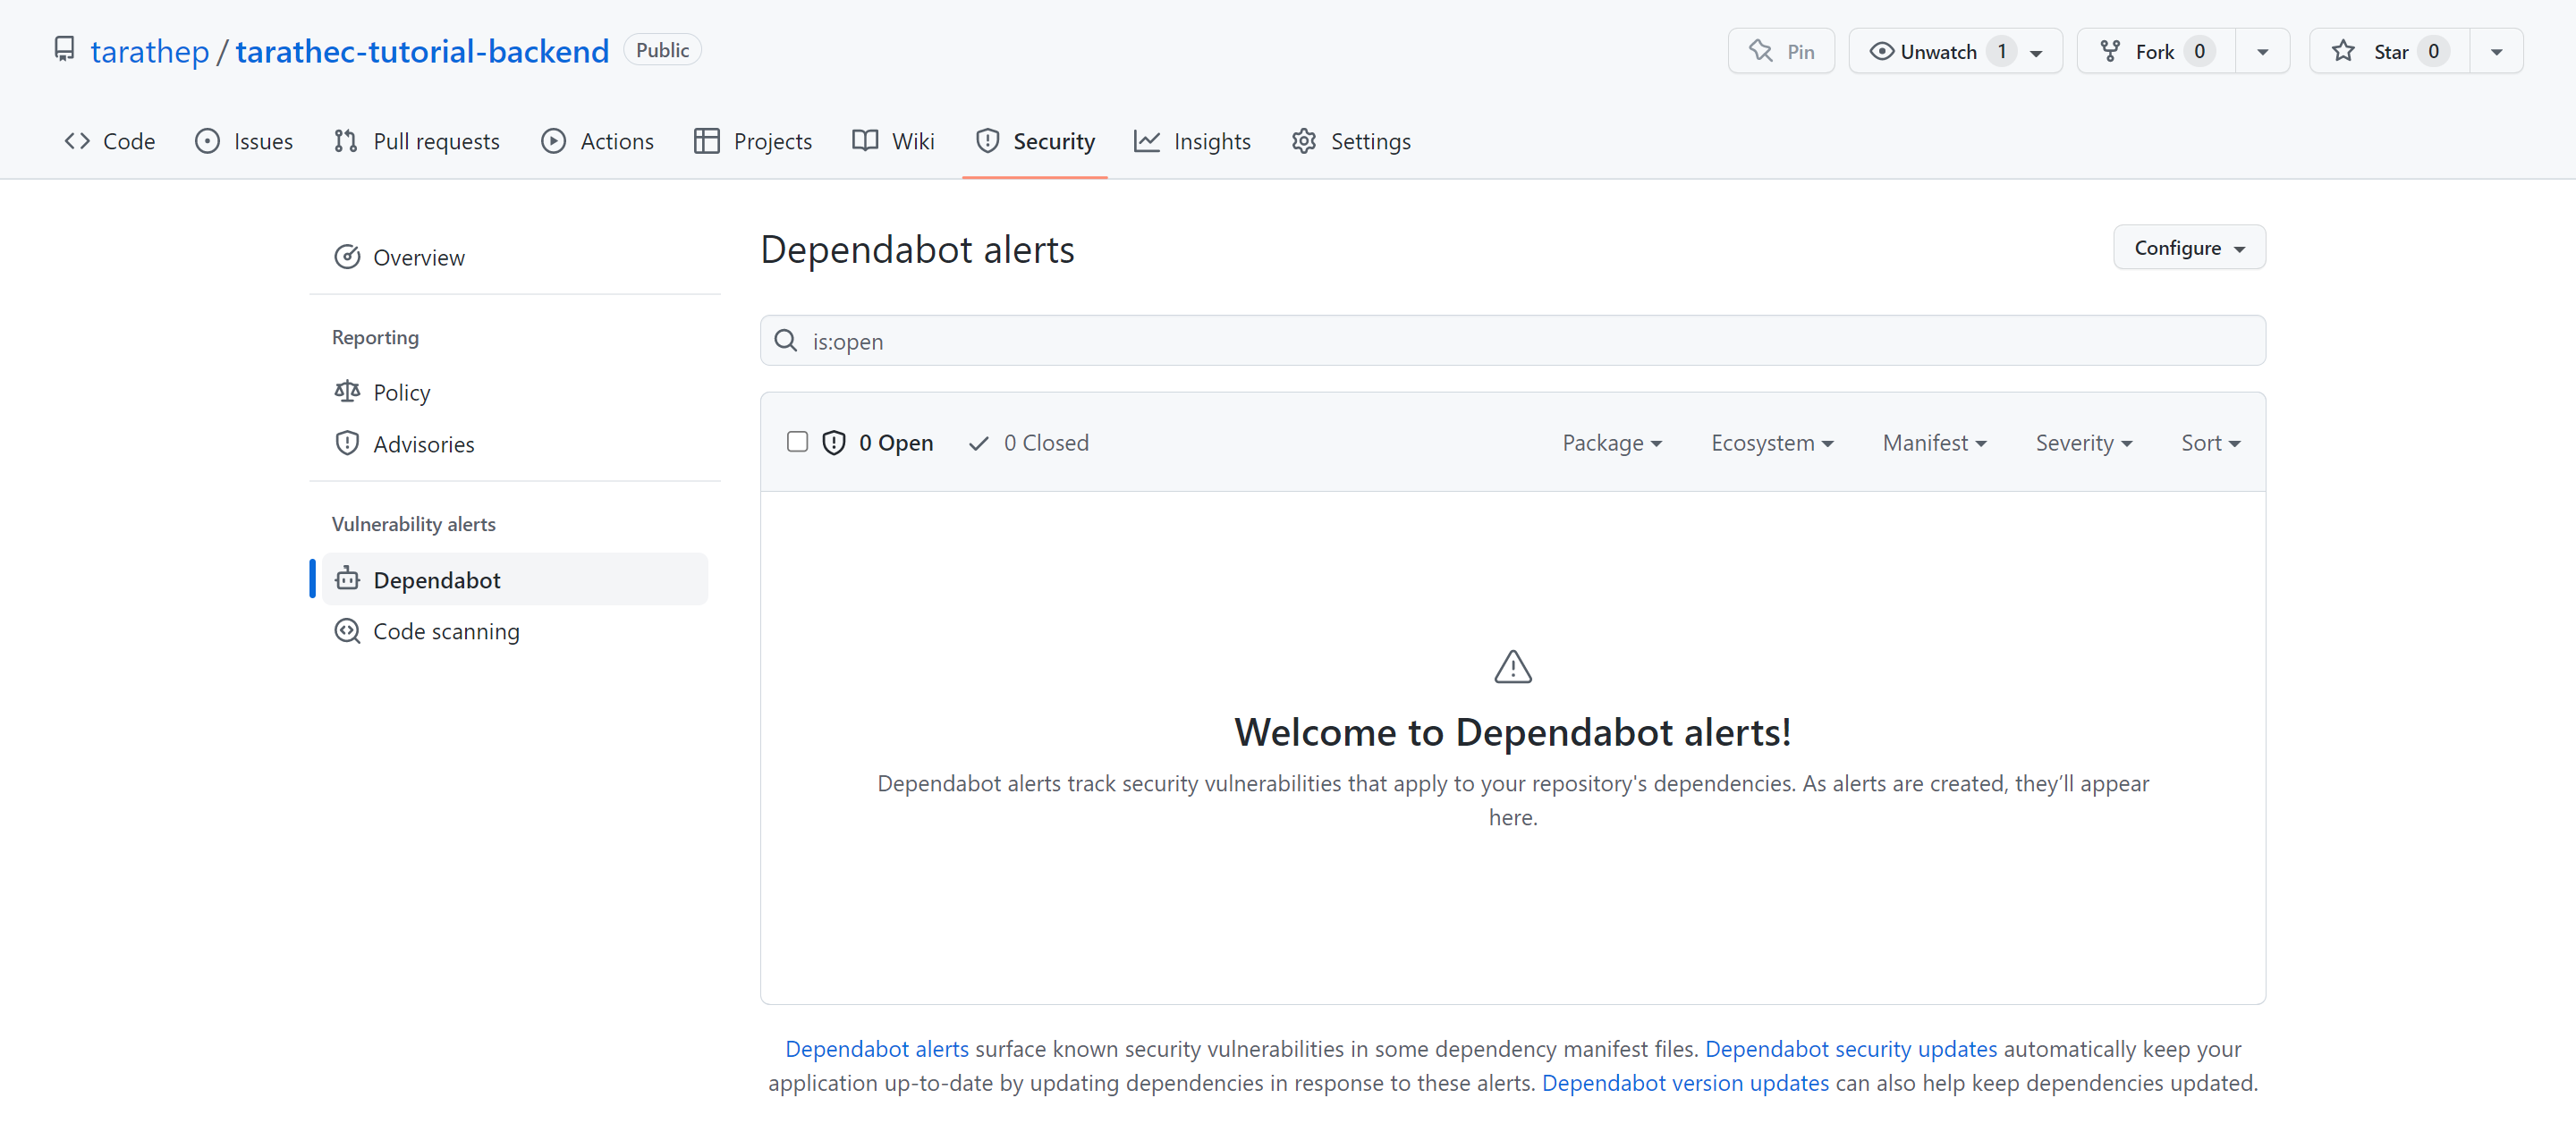 tarathep / tarathec-tutorial-backend Public
Pin Unwatch 1 Fork 0 Star 0
Code Issues Pull requests Actions Projects Wiki Security Insights Settings
Overview
Reporting
Policy
Advisories
Vulnerability alerts
Dependabot
Code scanning
Dependabot alerts
Configure
is:open
0 Open 0 Closed Package Ecosystem Manifest Severity Sort
Welcome to Dependabot alerts!
Dependabot alerts track security vulnerabilities that apply to your repository's dependencies. As alerts are created, they’ll appear
here.
Dependabot alerts surface known security vulnerabilities in some dependency manifest files. Dependabot security updates automatically keep your
application up-to-date by updating dependencies in response to these alerts. Dependabot version updates can also help keep dependencies updated.